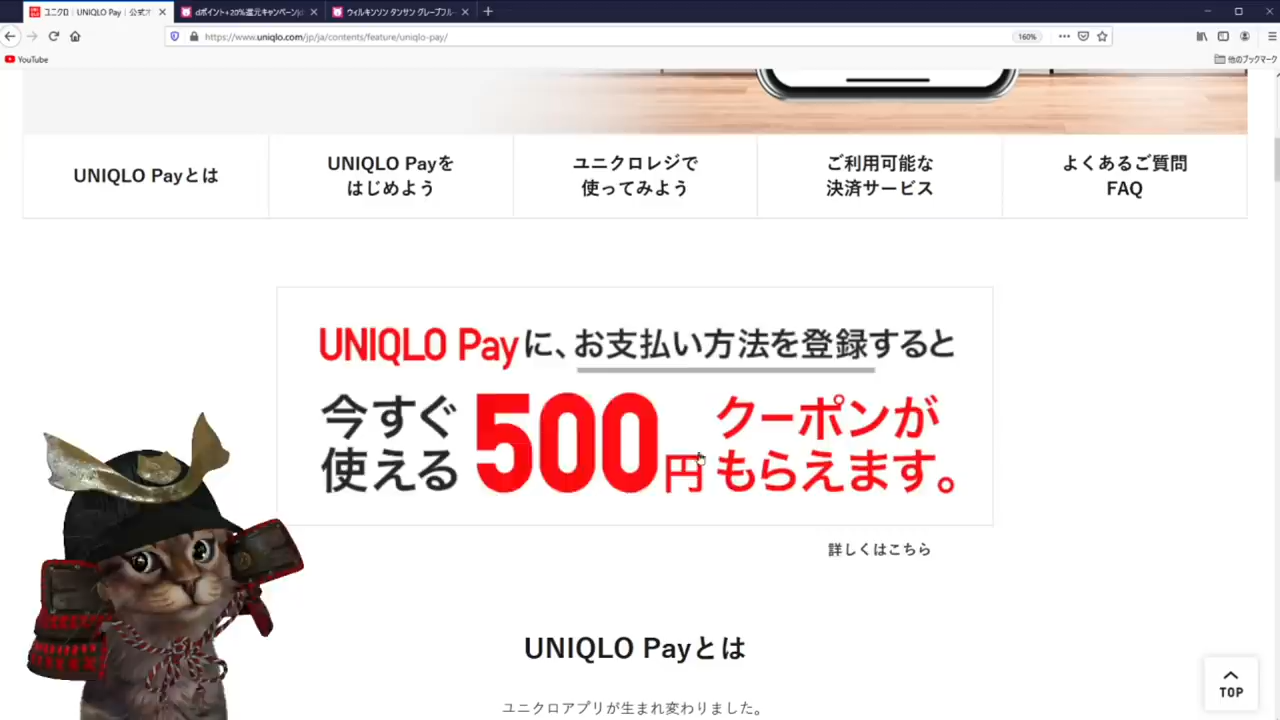 ユニクロ | UNIQLO Pay | 公式オ
dポイント+20%還元キャンペーン|d
ウィルキンソン タンサン グレープフル
https://www.uniqlo.com/jp/ja/contents/feature/uniqlo-pay/
160%
YouTube
他のブックマーク
UNIQLO Payとは
UNIQLO Payを
はじめよう
ユニクロレジで
使ってみよう
ご利用可能な
決済サービス
よくあるご質問
FAQ
UNIQLO Payに、お支払い方法を登録すると
今すぐ
使える
500円
クーポンが
もらえます。
詳しくはこちら
UNIQLO Payとは
ユニクロアプリが生まれ変わりました。
TOP